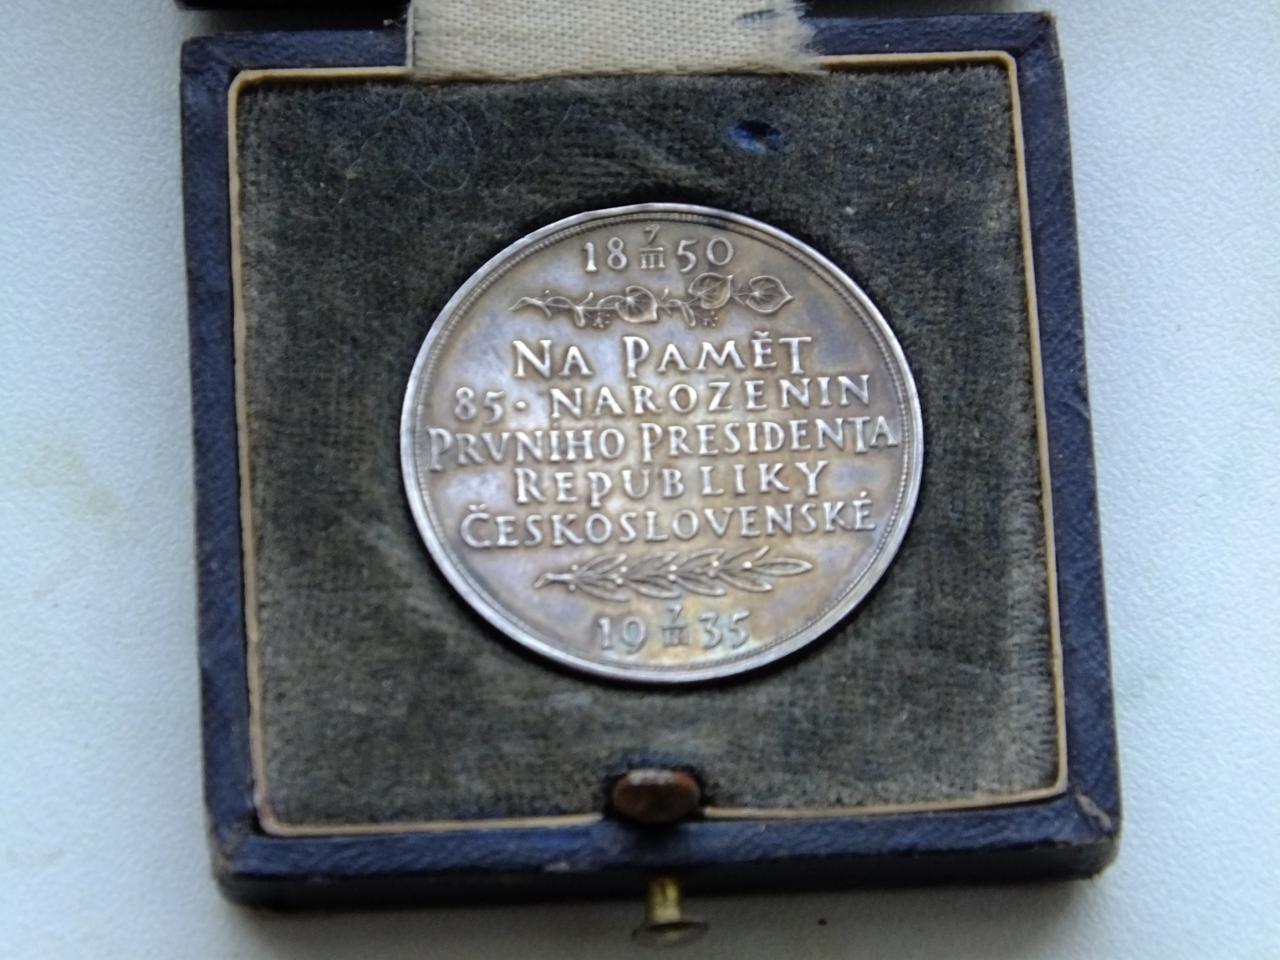 18 7/III 50
NA PAMĚT
85. NAROZENIN
PRVNÍHO PRESIDENTA
REPUBLIKY
ČESKOSLOVENSKÉ
19 7/III 35